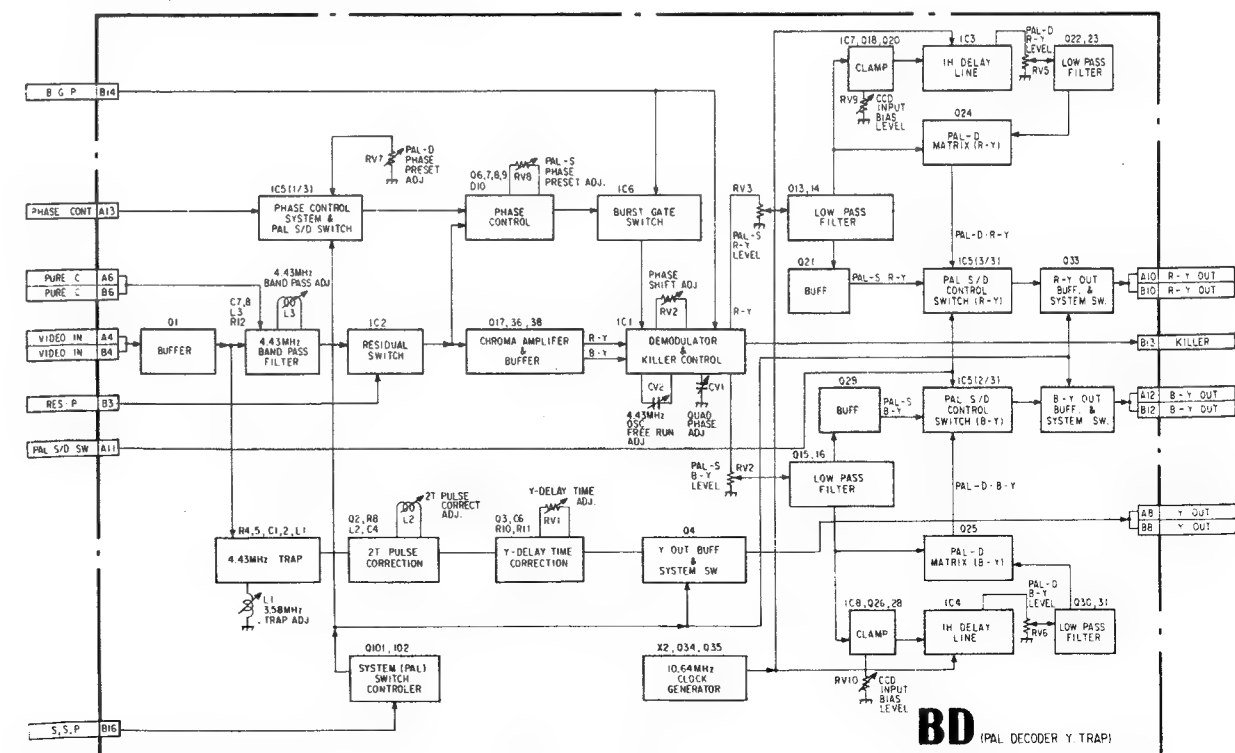 B G P B14
PHASE CONT A13
PURE C A6
PURE C B6
VIDEO IN A4
VIDEO IN B4
RES·P B3
PAL S/D SW A11
S,S,P B16
RV7
PAL-D
PHASE
PRESET
ADJ
IC5(1/3)
PHASE CONTROL
SYSTEM &
PAL S/D SWITCH
Q6,7,8,9
D10
PAL-S
PHASE
PRESET ADJ.
RV8
PHASE
CONTROL
IC6
BURST GATE
SWITCH
Q1
BUFFER
C7,8
L3
R12
4.43MHz
BAND PASS ADJ
L3
4.43MHz
BAND PASS
FILTER
IC2
RESIDUAL
SWITCH
Q17, 36, 38
CHROMA AMPLIFER
&
BUFFER
R-Y
B-Y
PHASE
SHIFT ADJ
RV2
IC1
DEMODULATOR
&
KILLER CONTROL
CV2
4.43MHz
OSC
FREE RUN
ADJ
CV1
QUAD
PHASE ADJ
R-Y
RV3
PAL-S
R-Y
LEVEL
Q13, 14
LOW PASS
FILTER
IC7, Q18, Q20
CLAMP
RV9
CCD
INPUT
BIAS
LEVEL
IC3
1H DELAY
LINE
PAL-D
R-Y
LEVEL
RV5
Q22, 23
LOW PASS
FILTER
Q24
PAL-D
MATRIX (R-Y)
PAL-D·R-Y
Q21
BUFF
PAL-S, R-Y
IC5(3/3)
PAL S/D
CONTROL
SWITCH (R-Y)
Q33
R-Y OUT
BUFF. &
SYSTEM SW.
A10 R-Y OUT
B10 R-Y OUT
B13 KILLER
Q29
BUFF
PAL-S
B-Y
IC5(2/3)
PAL S/D
CONTROL
SWITCH (B-Y)
B-Y OUT
BUFF. &
SYSTEM SW.
A12 B-Y OUT
B12 B-Y OUT
PAL-S
B-Y
LEVEL
RV2
Q15, 16
LOW PASS
FILTER
PAL-D·B-Y
A8 Y OUT
B8 Y OUT
R4,5, C1,2, L1
4.43MHz TRAP
L1
3.58MHz
TRAP ADJ
Q2, R8
L2, C4
L2
2T PULSE
CORRECT
ADJ.
2T PULSE
CORRECTION
Q3, C6
R10, R11
Y-DELAY TIME
ADJ.
RV1
Y-DELAY TIME
CORRECTION
Q4
Y OUT BUFF
&
SYSTEM SW
Q25
PAL-D
MATRIX (B-Y)
IC8, Q26, 28
CLAMP
RV10
CCD
INPUT
BIAS
LEVEL
IC4
1H DELAY
LINE
PAL-D
B-Y
LEVEL
RV6
Q30, 31
LOW PASS
FILTER
Q101, 102
SYSTEM (PAL)
SWITCH
CONTROLER
X2, Q34, Q35
10,64MHz
CLOCK
GENERATOR
BD (PAL DECODER Y. TRAP)